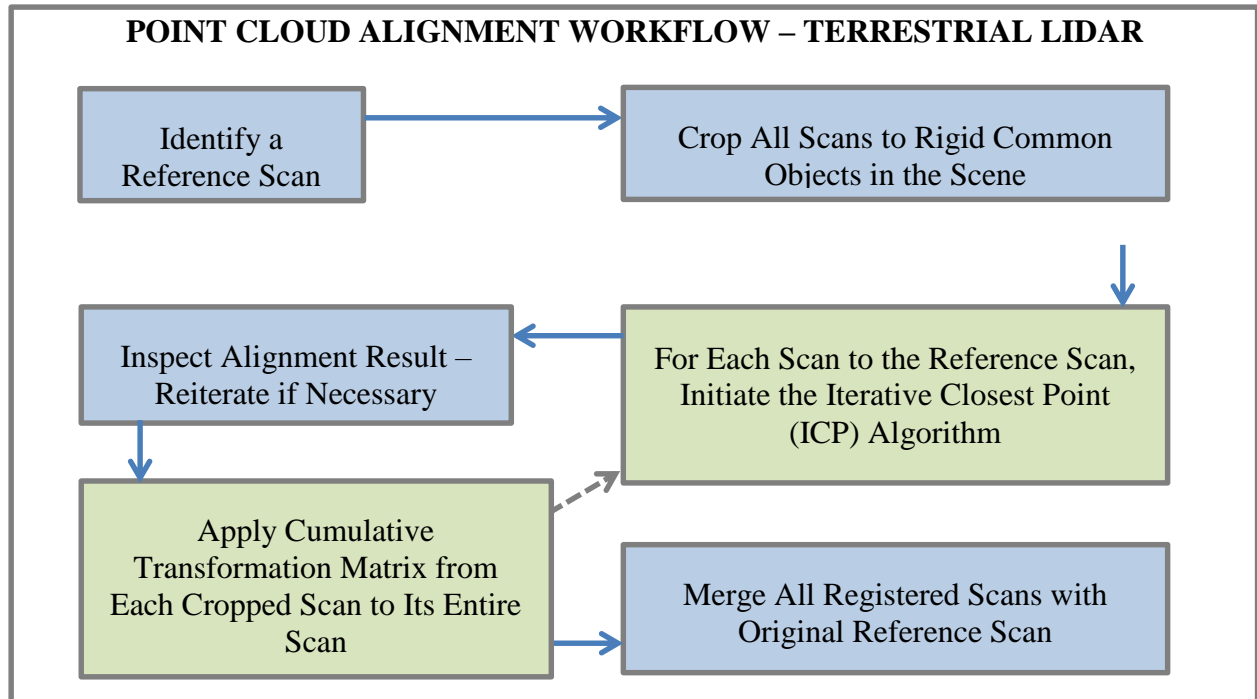 POINT CLOUD ALIGNMENT WORKFLOW – TERRESTRIAL LIDAR
Identify a
Reference Scan
Crop All Scans to Rigid Common
Objects in the Scene
For Each Scan to the Reference Scan,
Initiate the Iterative Closest Point
(ICP) Algorithm
Inspect Alignment Result –
Reiterate if Necessary
Apply Cumulative
Transformation Matrix from
Each Cropped Scan to Its Entire
Scan
Merge All Registered Scans with
Original Reference Scan